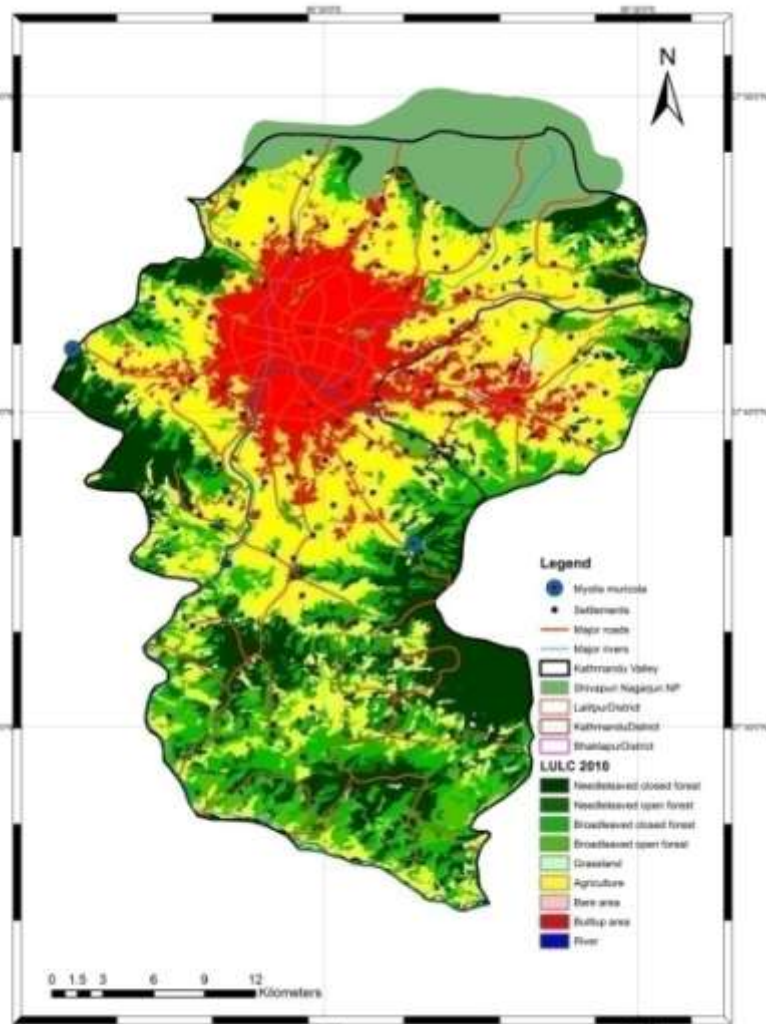 N
Legend
Myotis muricola
Settlements
Major roads
Major rivers
Kathmandu Valley
Shivapuri Nagarjun NP
LalitpurDistrict
KathmanduDistrict
BhaktapurDistrict
LULC 2010
Needleleaved closed forest
Needleleaved open forest
Broadleaved closed forest
Broadleaved open forest
Grassland
Agriculture
Bare area
Builtup area
River
0 1.5 3 6 9 12
Kilometers